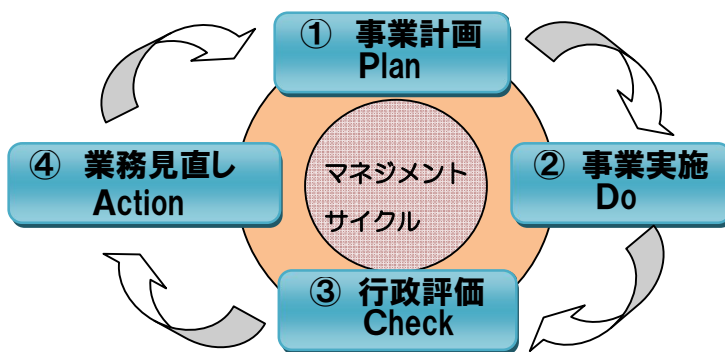 ① 事業計画
Plan
② 事業実施
Do
③ 行政評価
Check
④ 業務見直し
Action
マネジメント
サイクル